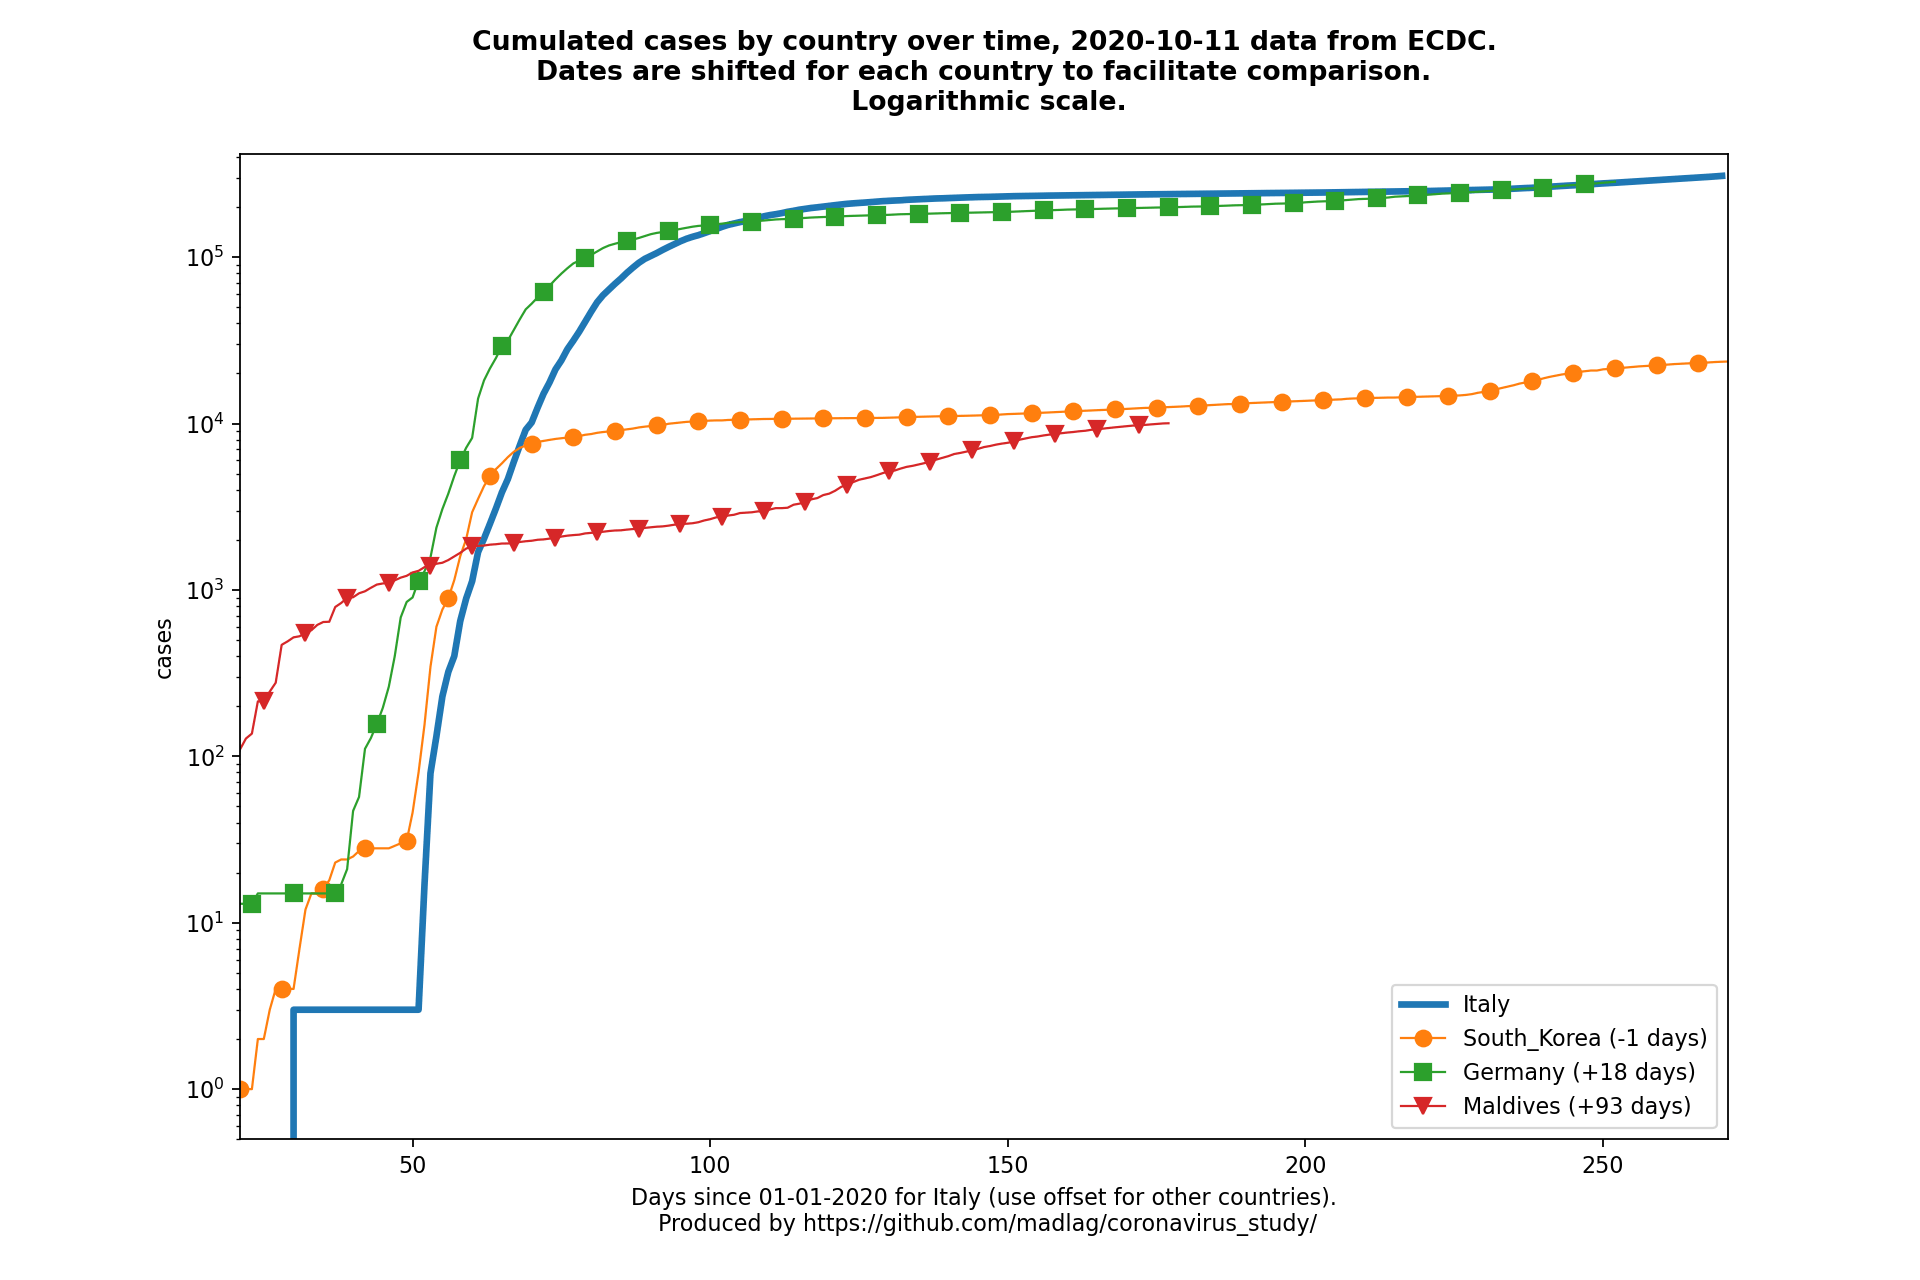 Cumulated cases by country over time, 2020-10-11 data from ECDC.
Dates are shifted for each country to facilitate comparison.
Logarithmic scale.
cases
10^5
10^4
10^3
10^2
10^1
10^0
50 100 150 200 250
Italy
South_Korea (-1 days)
Germany (+18 days)
Maldives (+93 days)
Days since 01-01-2020 for Italy (use offset for other countries).
Produced by https://github.com/madlag/coronavirus_study/